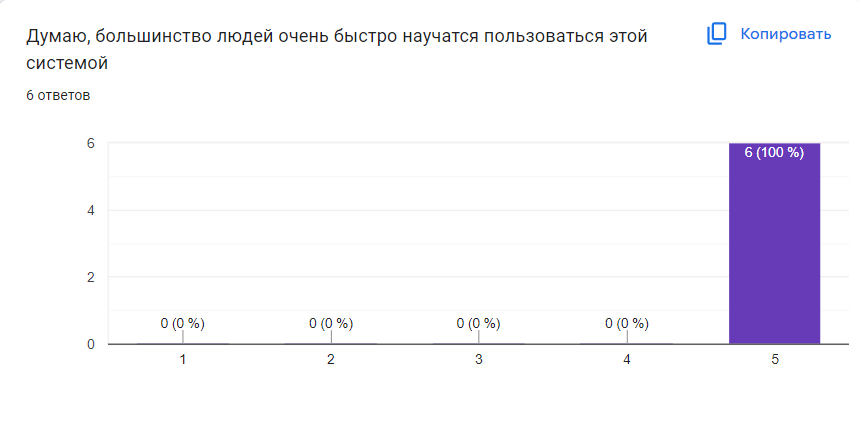 Думаю, большинство людей очень быстро научатся пользоваться этой
системой
Копировать
6 ответов
6
4
2
0
0 (0 %)
0 (0 %)
0 (0 %)
0 (0 %)
6 (100 %)
1
2
3
4
5